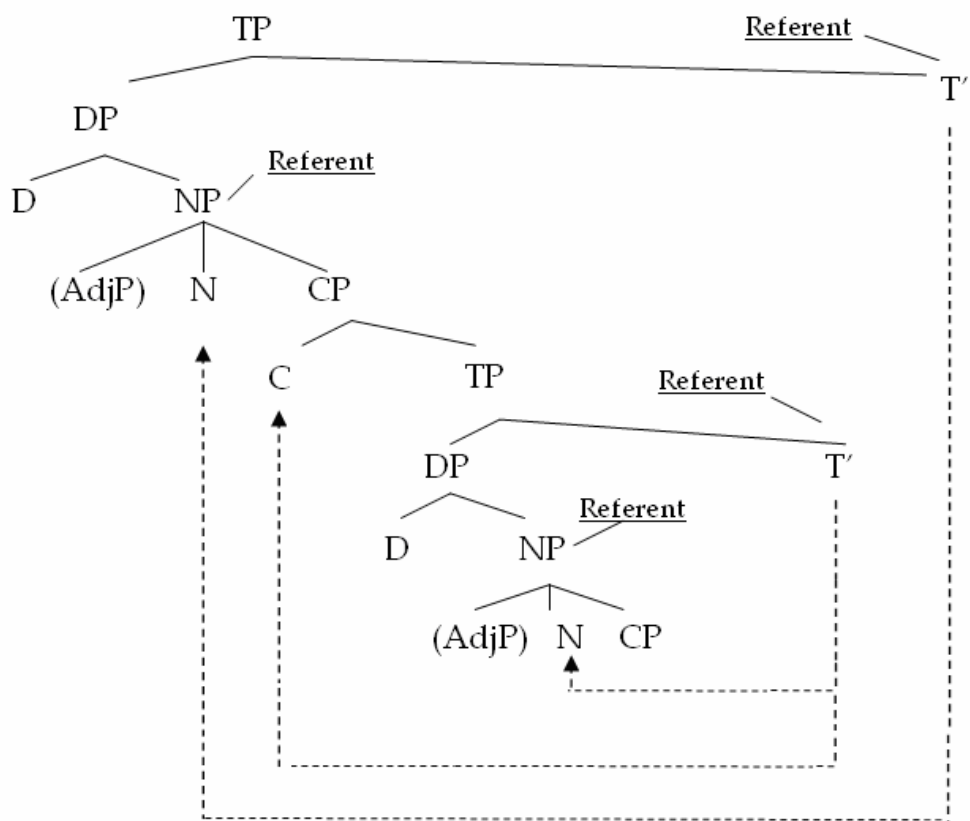 TP Referent
T′
DP
Referent
D NP
(AdjP) N CP
C TP Referent
DP T′
Referent
D NP
(AdjP) N CP